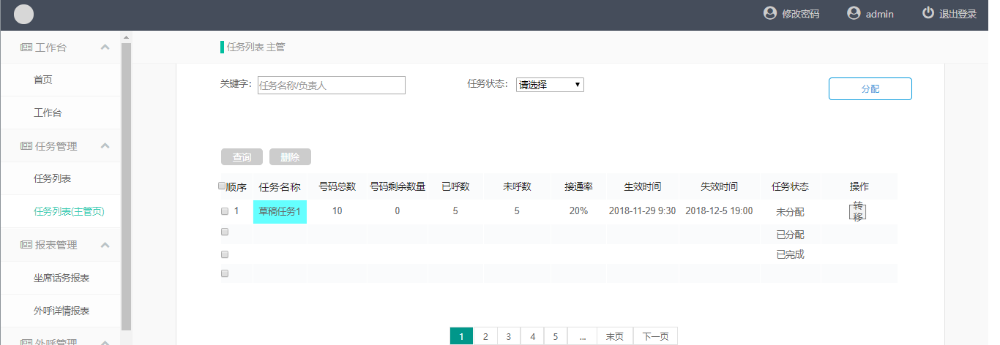 修改密码 admin 退出登录
工作台
首页
工作台
任务管理
任务列表
任务列表(主管页)
报表管理
坐席话务报表
外呼详情报表
外呼管理
任务列表 主管
关键字: 任务名称/负责人 任务状态: 请选择 分配
查询 删除
顺序 任务名称 号码总数 号码剩余数量 已呼数 未呼数 接通率 生效时间 失效时间 任务状态 操作
1 草稿任务1 10 0 5 5 20% 2018-11-29 9:30 2018-12-5 19:00 未分配 转移
已分配
已完成
1 2 3 4 5 ... 末页 下一页